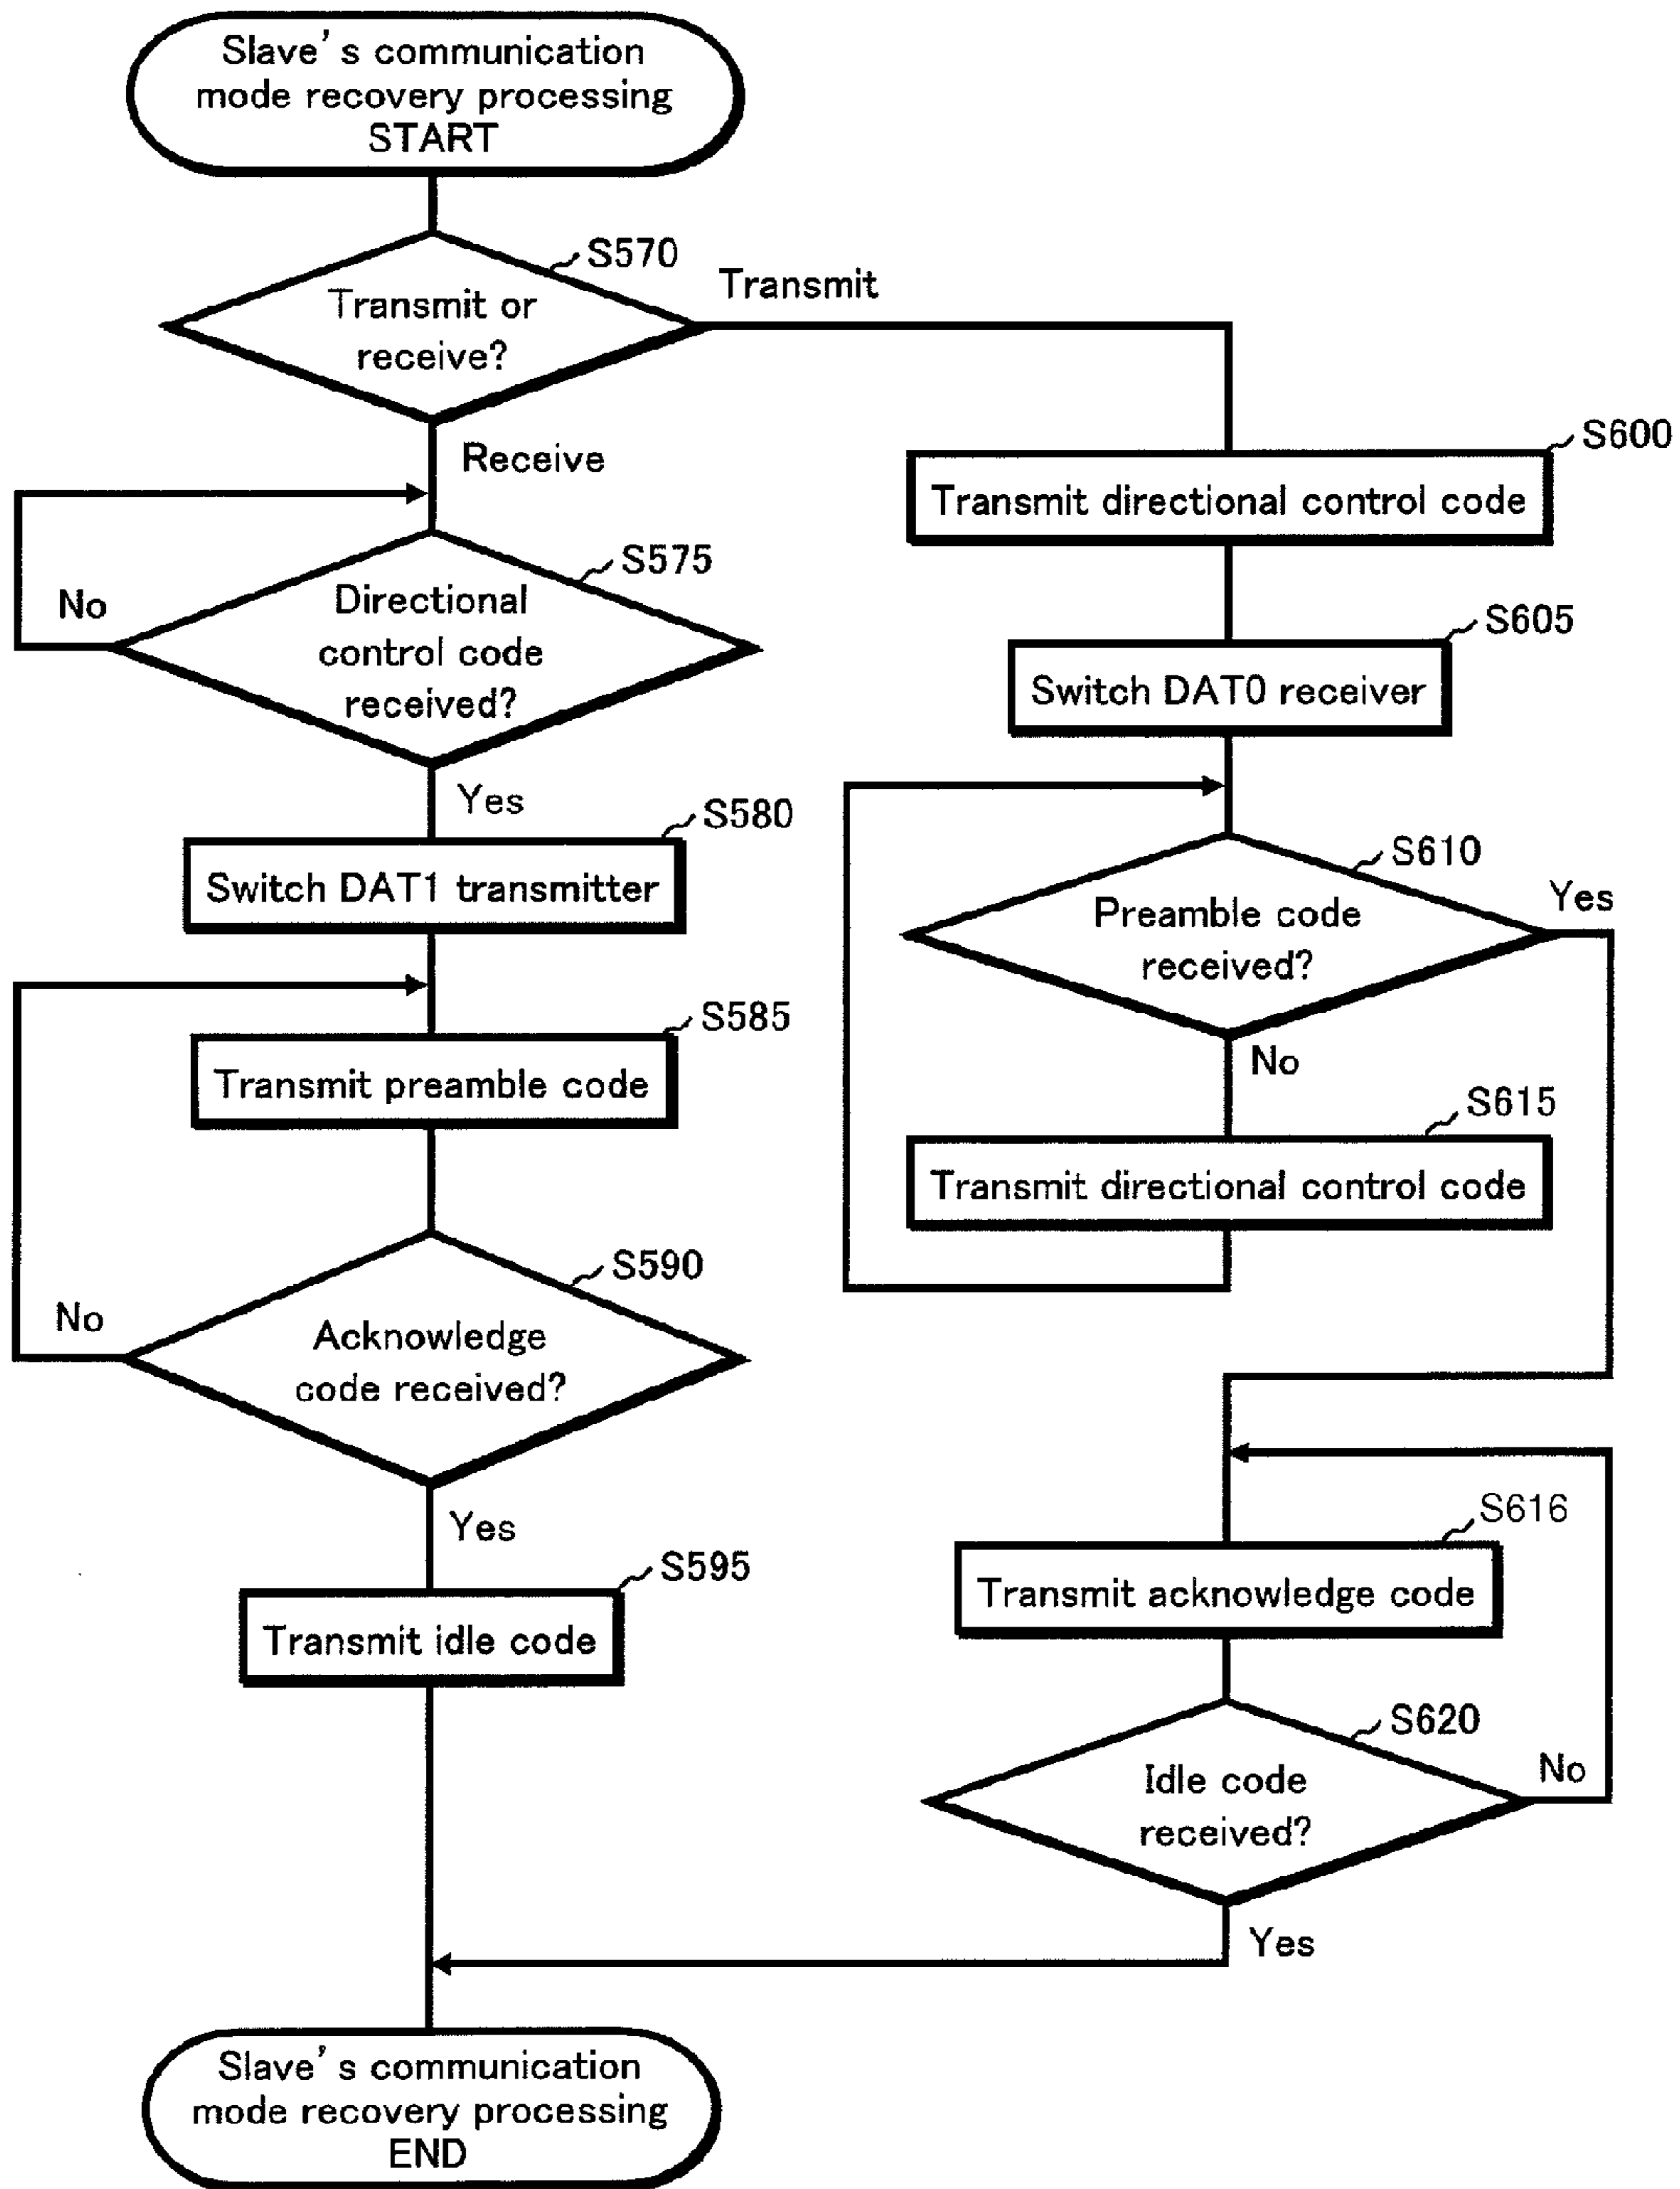 Slave's communication
mode recovery processing
START
S570
Transmit or
receive?
Transmit
Receive
S575
Directional
control code
received?
No
Yes
S580
Switch DAT1 transmitter
S585
Transmit preamble code
S590
Acknowledge
code received?
No
Yes
S595
Transmit idle code
S600
Transmit directional control code
S605
Switch DAT0 receiver
S610
Preamble code
received?
Yes
No
S615
Transmit directional control code
S616
Transmit acknowledge code
S620
Idle code
received?
No
Yes
Slave's communication
mode recovery processing
END